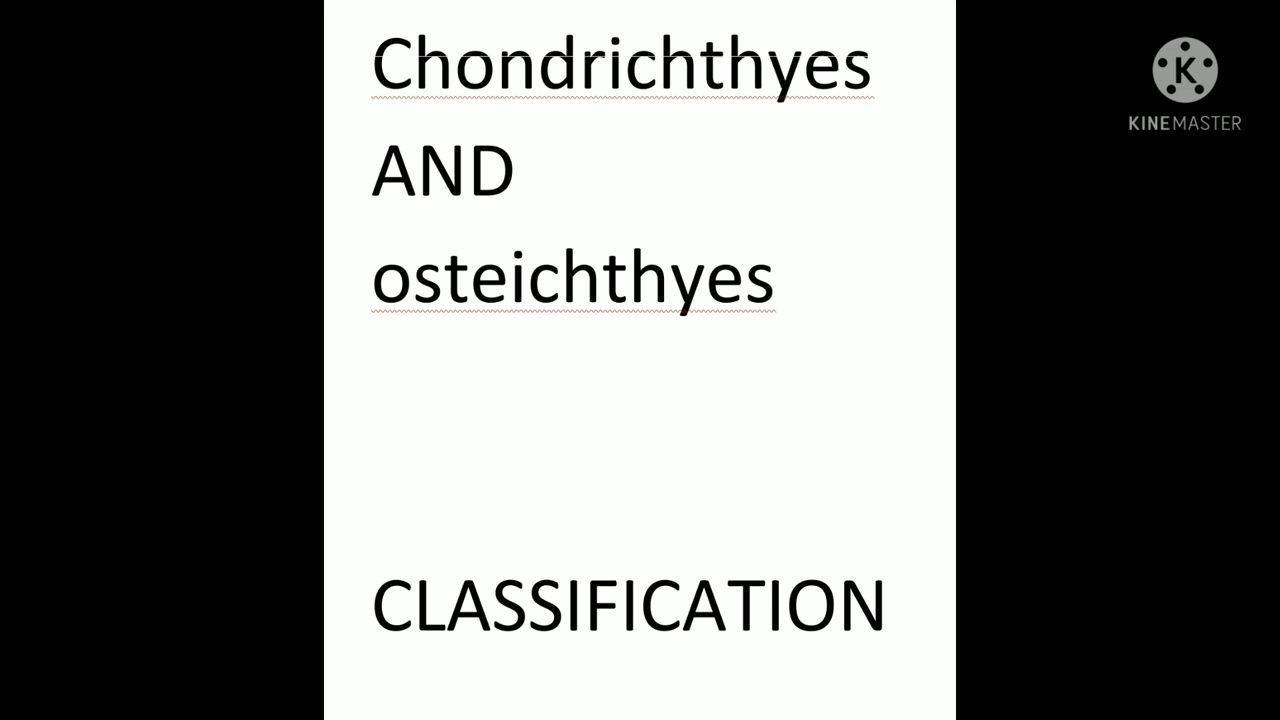 Chondrichthyes
AND
osteichthyes
CLASSIFICATION
K
KINEMASTER